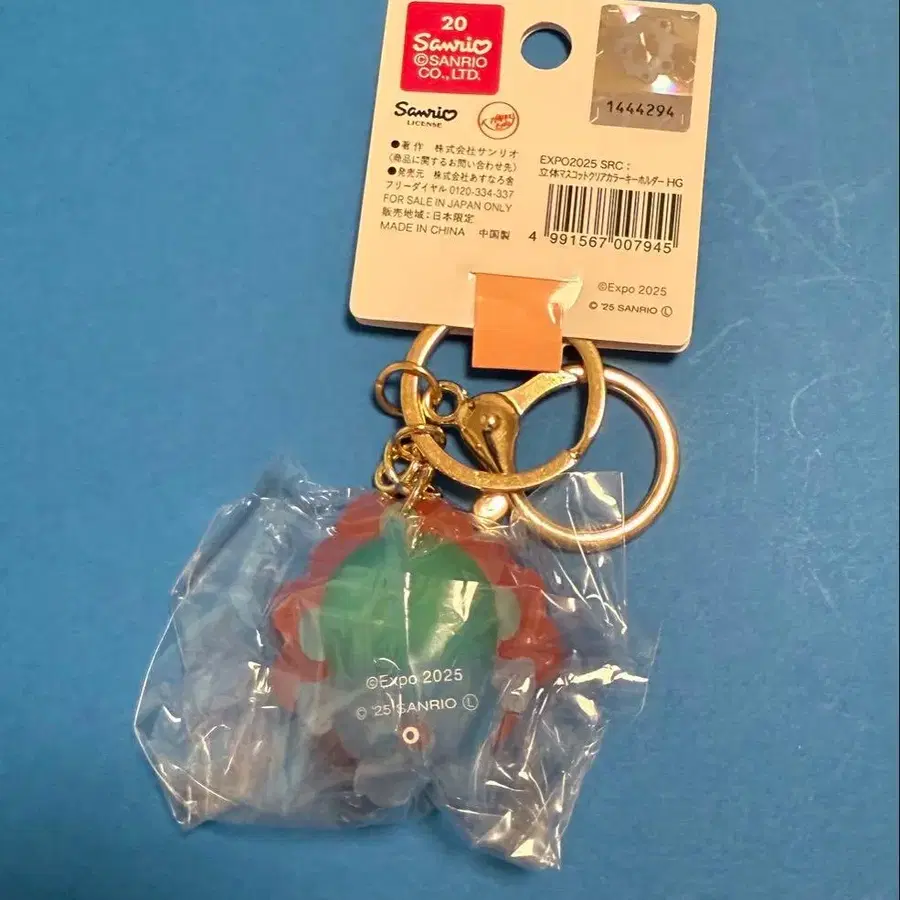 20
Sanrio
©SANRIO
CO.,LTD.
1444294
Sanrio
LICENSE
●著作 株式会社サンリオ
(商品に関するお問い合わせ先)
●発売元 株式会社あすなろ舎
フリーダイヤル 0120-334-337
FOR SALE IN JAPAN ONLY
販売地域:日本限定
MADE IN CHINA 中国製
EXPO2025 SRC:
立体マスコットクリアカラーキーホルダー HG
4 991567 007945
©Expo 2025
© '25 SANRIO Ⓛ
©Expo 2025
© '25 SANRIO Ⓛ